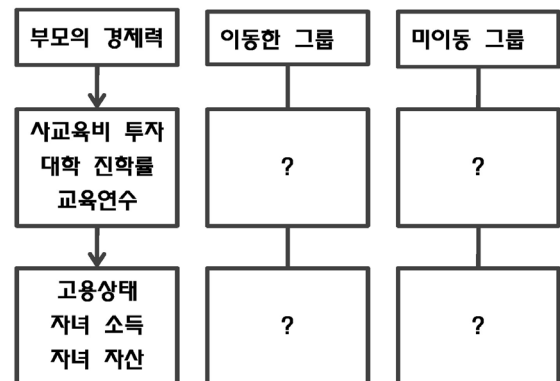 부모의 경제력
이동한 그룹
미이동 그룹
사교육비 투자
대학 진학률
교육연수
?
?
고용상태
자녀 소득
자녀 자산
?
?